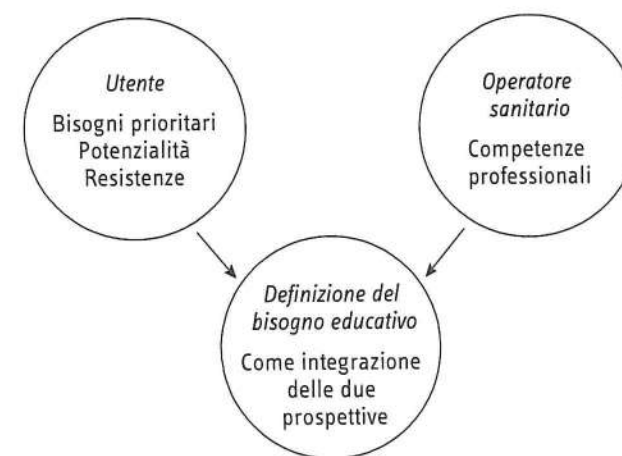 Utente
Bisogni prioritari
Potenzialità
Resistenze
Operatore
sanitario
Competenze
professionali
Definizione del
bisogno educativo
Come integrazione
delle due
prospettive